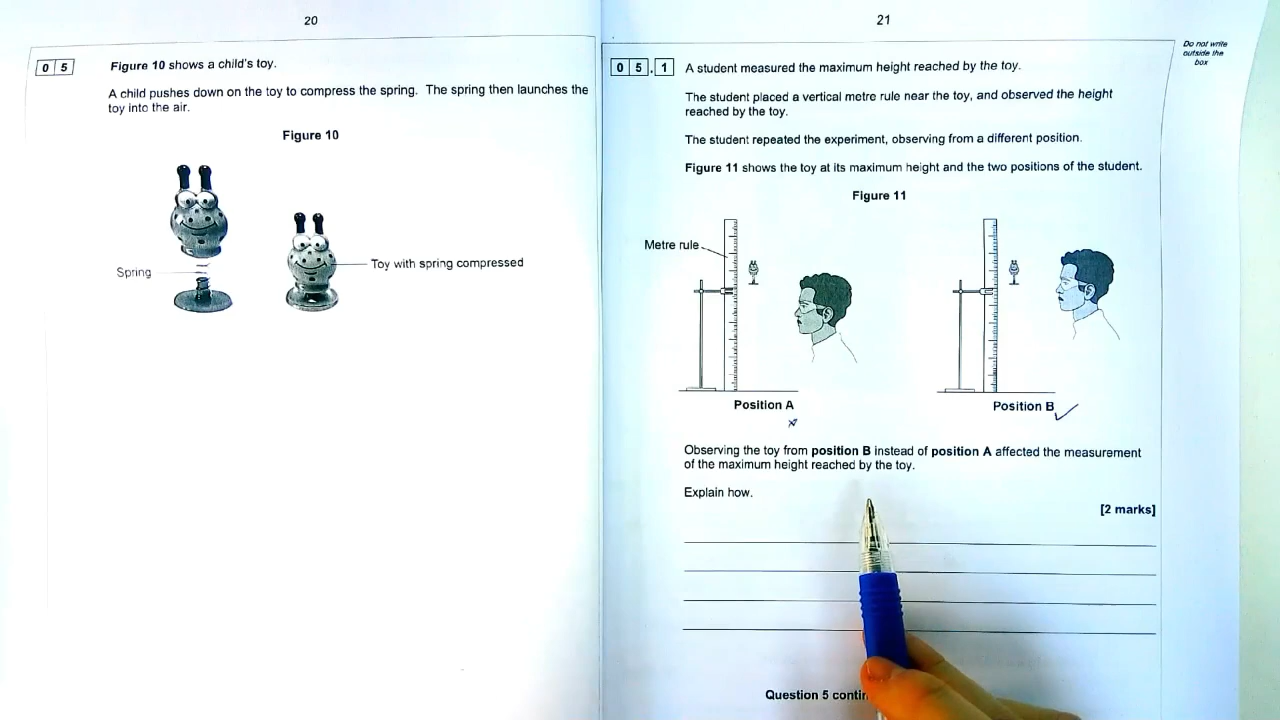 20
0 5
Figure 10 shows a child's toy.
A child pushes down on the toy to compress the spring. The spring then launches the
toy into the air.
Figure 10
Spring
Toy with spring compressed
21
Do not write
outside the
box
0 5 . 1
A student measured the maximum height reached by the toy.
The student placed a vertical metre rule near the toy, and observed the height
reached by the toy.
The student repeated the experiment, observing from a different position.
Figure 11 shows the toy at its maximum height and the two positions of the student.
Figure 11
Metre rule
Position A
Position B
Observing the toy from position B instead of position A affected the measurement
of the maximum height reached by the toy.
Explain how.
[2 marks]
Question 5